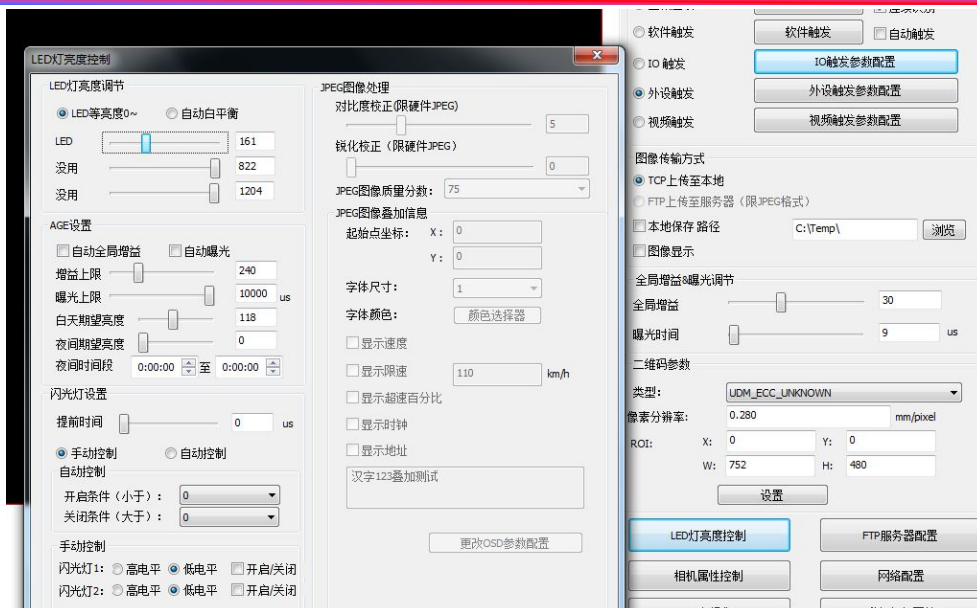 LED灯亮度控制
LED灯亮度调节
LED等亮度0~ 自动白平衡
LED 161
没用 822
没用 1204
AGE设置
自动全局增益 自动曝光
增益上限 240
曝光上限 10000 us
白天期望亮度 118
夜间期望亮度 0
夜间时间段 0:00:00 至 0:00:00
闪光灯设置
提前时间 0 us
手动控制 自动控制
自动控制
开启条件（小于）: 0
关闭条件（大于）: 0
手动控制
闪光灯1: 高电平 低电平 开启/关闭
闪光灯2: 高电平 低电平 开启/关闭
JPEG图像处理
对比度校正(限硬件JPEG)
5
锐化校正（限硬件JPEG）
0
JPEG图像质量分数: 75
JPEG图像叠加信息
起始点坐标: X: 0
Y: 0
字体尺寸: 1
字体颜色: 颜色选择器
显示速度
显示限速 110 km/h
显示超速百分比
显示时钟
显示地址
汉字123叠加测试
更改OSD参数配置
软件触发 软件触发 自动触发
IO 触发 IO触发参数配置
外设触发 外设触发参数配置
视频触发 视频触发参数配置
图像传输方式
TCP上传至本地
FTP上传至服务器（限JPEG格式）
本地保存 路径 C:\Temp\ 浏览
图像显示
全局增益&曝光调节
全局增益 30
曝光时间 9 us
二维码参数
类型: UDM_ECC_UNKNOWN
像素分辨率: 0.280 mm/pixel
ROI: X: 0 Y: 0
W: 752 H: 480
设置
LED灯亮度控制 FTP服务器配置
相机属性控制 网络配置